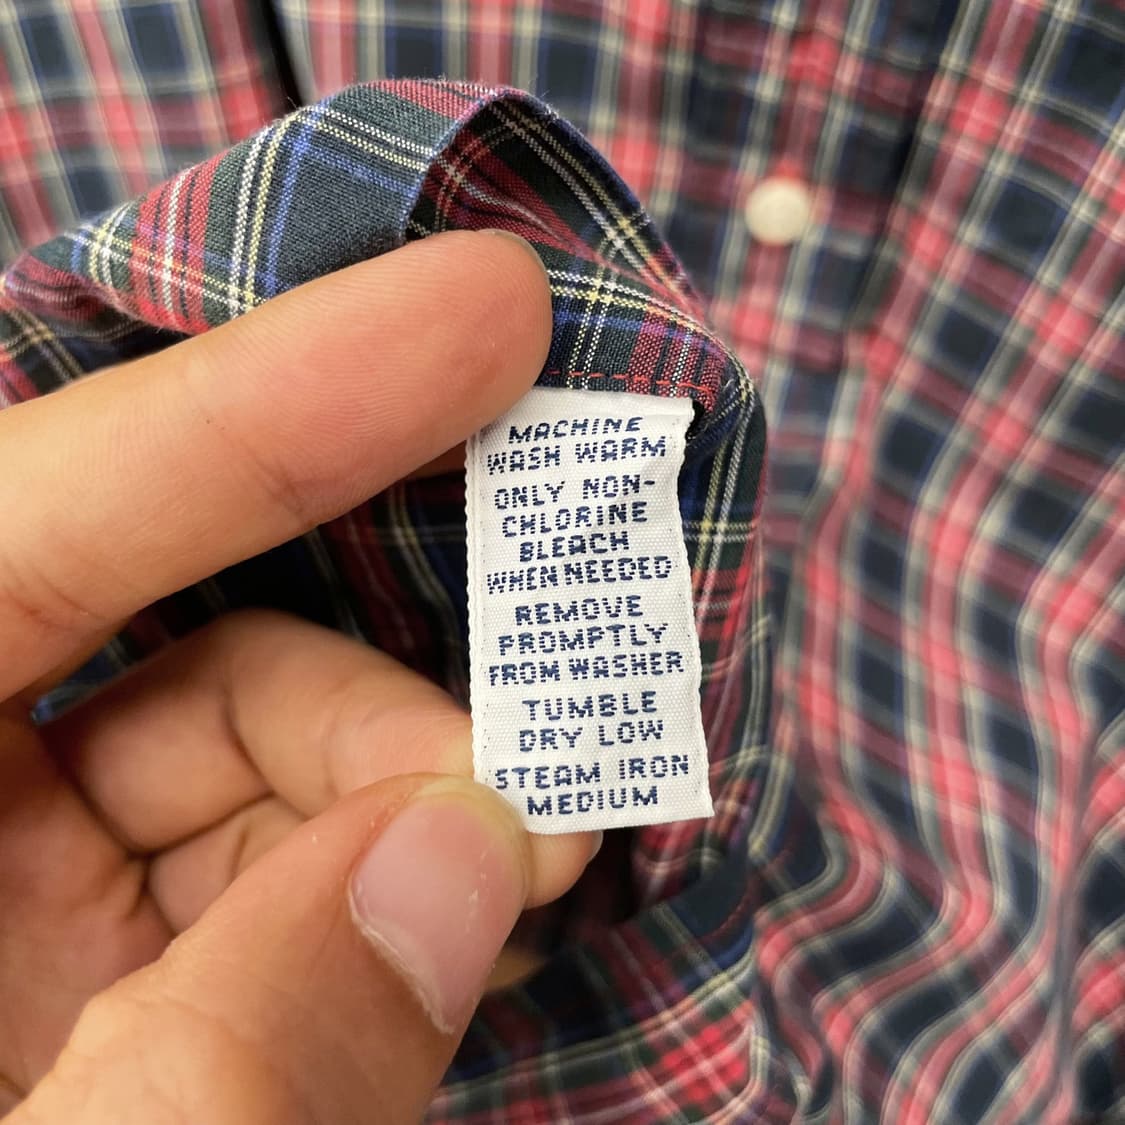 MACHINE
WASH WARM
ONLY NON-
CHLORINE
BLEACH
WHEN NEEDED
REMOVE
PROMPTLY
FROM WASHER
TUMBLE
DRY LOW
STEAM IRON
MEDIUM